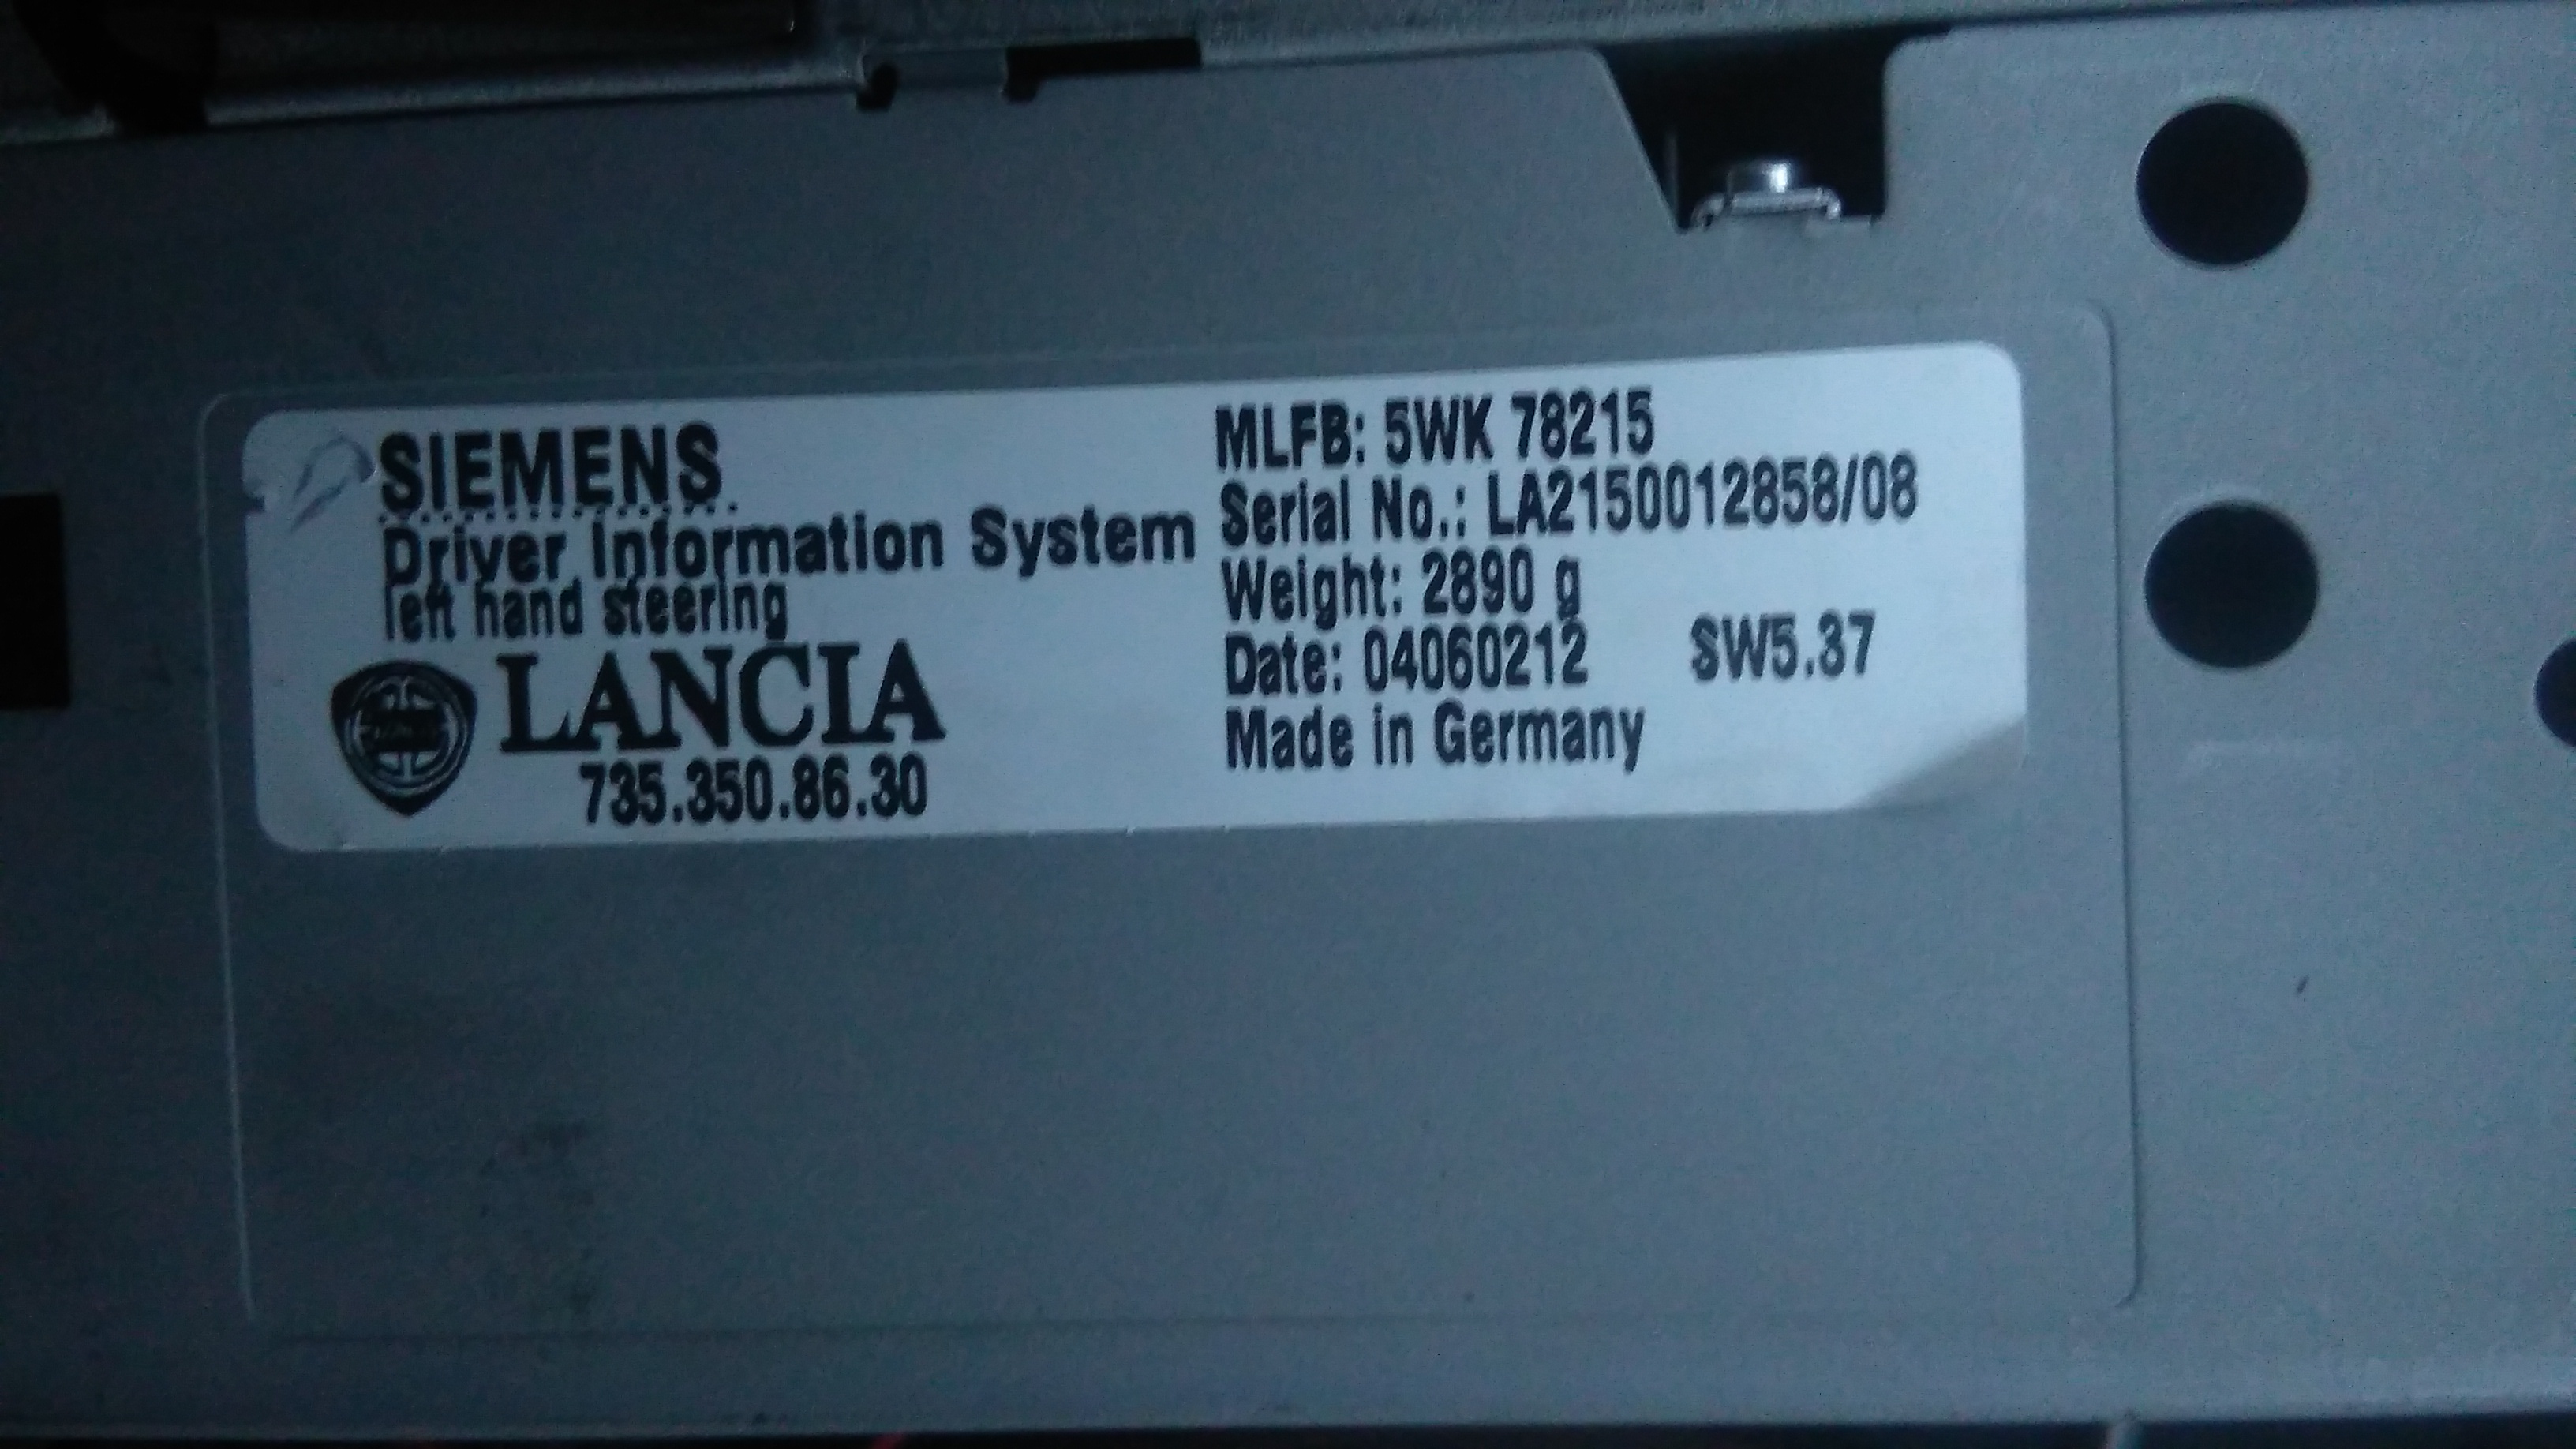 SIEMENS
Driver Information System
left hand steering
LANCIA
735.350.86.30
MLFB: 5WK 78215
Serial No.: LA2150012858/08
Weight: 2890 g
Date: 04060212 SW5.37
Made in Germany